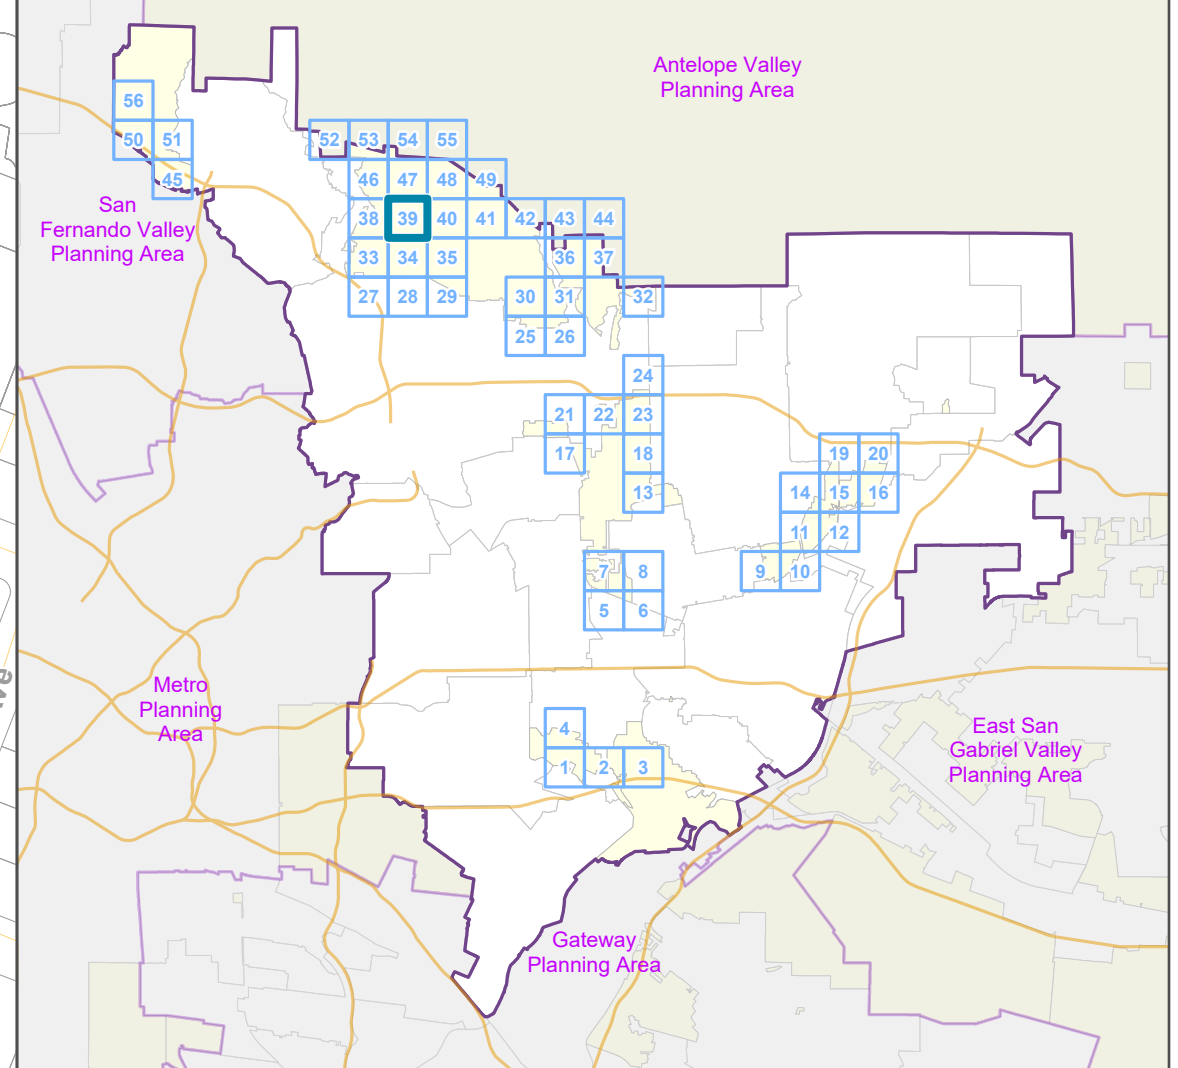 Antelope Valley
Planning Area
56
50 51
45
52 53 54 55
46 47 48 49
38 39 40 41 42 43 44
33 34 35 36 37
27 28 29 30 31 32
25 26
San
Fernando Valley
Planning Area
24
21 22 23
17 18
13
19 20
14 15 16
11 12
9 10
7 8
5 6
Metro
Planning
Area
4
1 2 3
East San
Gabriel Valley
Planning Area
Gateway
Planning Area
ve